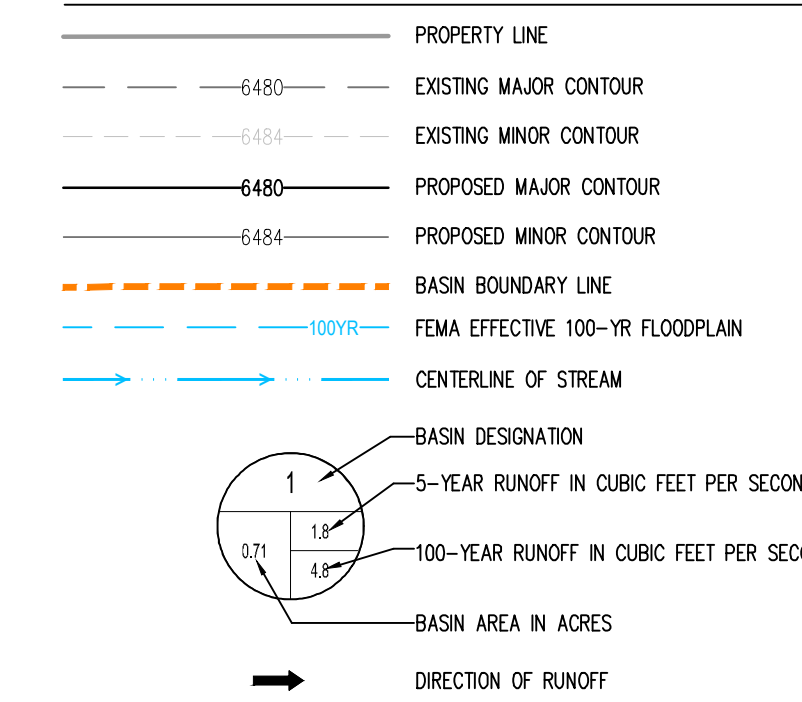 PROPERTY LINE
6480 EXISTING MAJOR CONTOUR
6484 EXISTING MINOR CONTOUR
6480 PROPOSED MAJOR CONTOUR
6484 PROPOSED MINOR CONTOUR
BASIN BOUNDARY LINE
100YR FEMA EFFECTIVE 100-YR FLOODPLAIN
CENTERLINE OF STREAM
BASIN DESIGNATION
1
5-YEAR RUNOFF IN CUBIC FEET PER SECON
1.8
0.71
100-YEAR RUNOFF IN CUBIC FEET PER SECO
4.8
BASIN AREA IN ACRES
DIRECTION OF RUNOFF